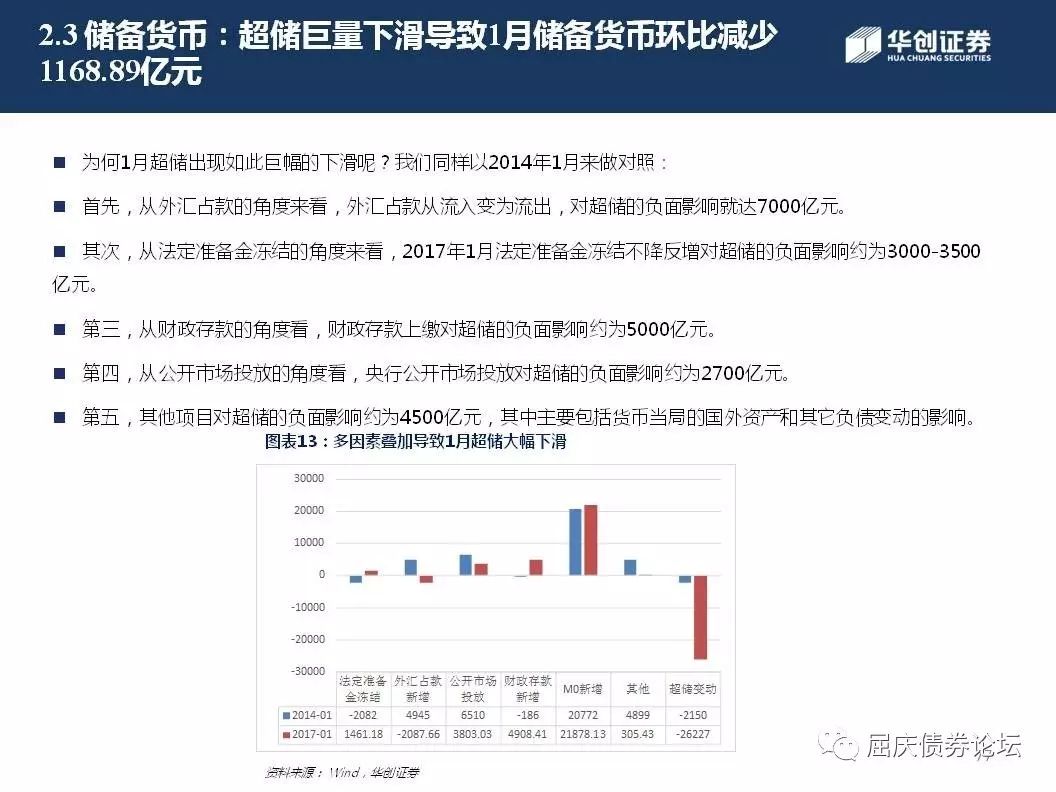 2.3 储备货币：超储巨量下滑导致1月储备货币环比减少
1168.89亿元
华创证券
HUA CHUANG SECURITIES
■ 为何1月超储出现如此巨幅的下滑呢？我们同样以2014年1月来做对照：
■ 首先，从外汇占款的角度来看，外汇占款从流入变为流出，对超储的负面影响就达7000亿元。
■ 其次，从法定准备金冻结的角度来看，2017年1月法定准备金冻结不降反增对超储的负面影响约为3000-3500
亿元。
■ 第三，从财政存款的角度看，财政存款上缴对超储的负面影响约为5000亿元。
■ 第四，从公开市场投放的角度看，央行公开市场投放对超储的负面影响约为2700亿元。
■ 第五，其他项目对超储的负面影响约为4500亿元，其中主要包括货币当局的国外资产和其它负债变动的影响。
图表13：多因素叠加导致1月超储大幅下滑
30000
20000
10000
0
-10000
-20000
-30000
法定准备 外汇占款 公开市场 财政存款 M0新增 其他 超储变动
金冻结 新增 投放 新增
2014-01 -2082 4945 6510 -186 20772 4899 -2150
2017-01 1461.18 -2087.66 3803.03 4908.41 21878.13 305.43 -26227
屈庆债券论坛
资料来源：Wind，华创证券